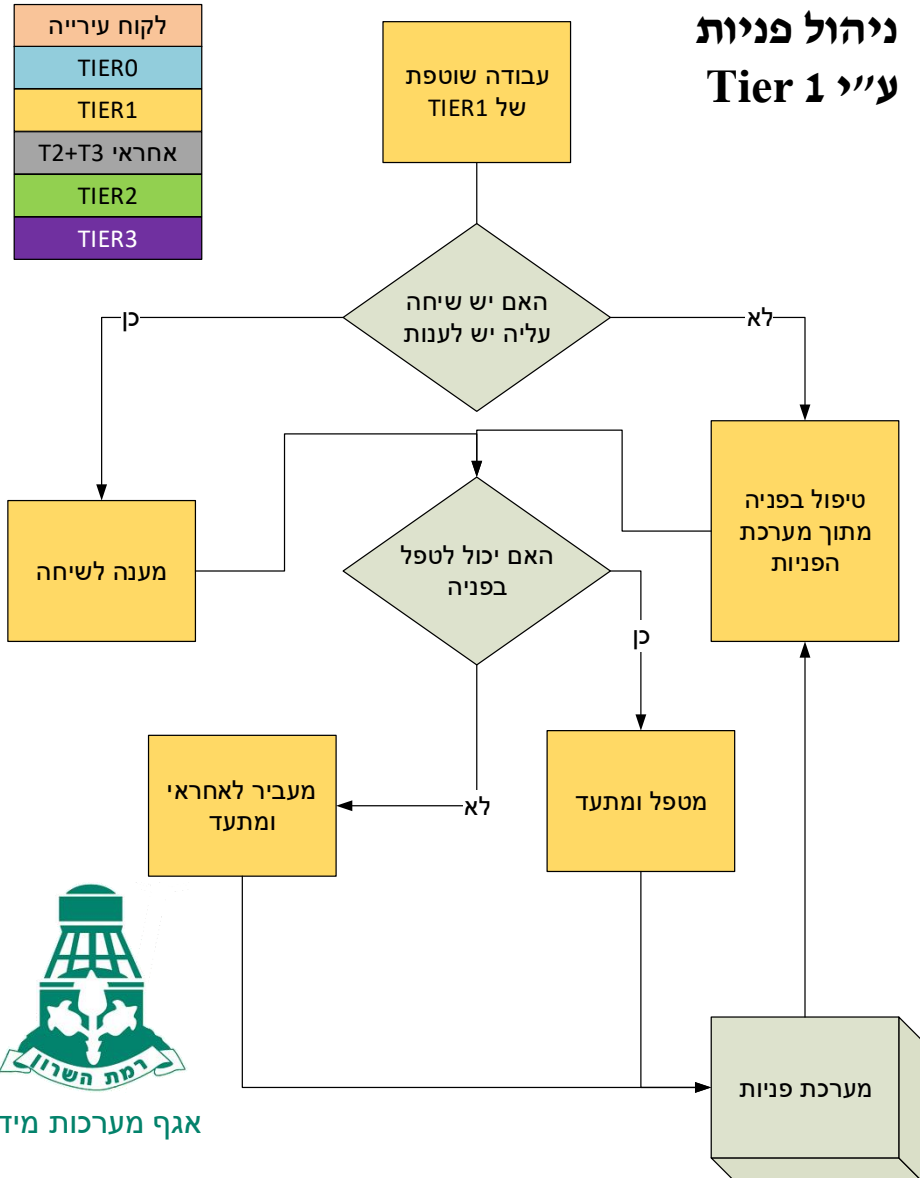 ניהול פניות
ע״י Tier 1
לקוח עירייה
TIER0
TIER1
אחראי T2+T3
TIER2
TIER3
עבודה שוטפת
של TIER1
האם יש שיחה
עליה יש לענות
כן
לא
טיפול בפניה
מתוך מערכת
הפניות
מענה לשיחה
האם יכול לטפל
בפניה
כן
לא
מטפל ומתעד
מעביר לאחראי
ומתעד
מערכת פניות
רמת השרון
אגף מערכות מיד